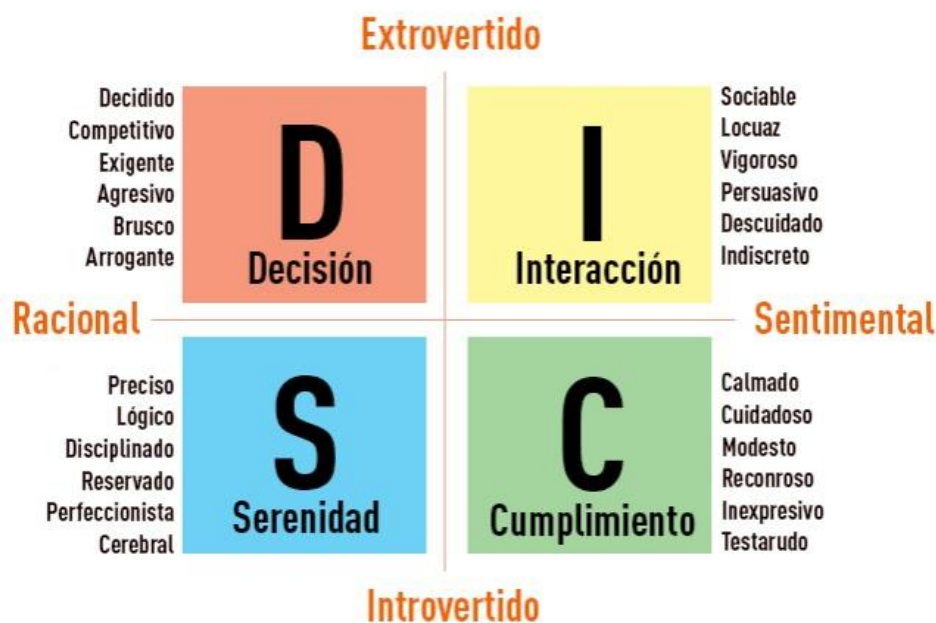 Extrovertido
Decidido
Competitivo
Exigente
Agresivo
Brusco
Arrogante
D
Decisión
I
Interacción
Sociable
Locuaz
Vigoroso
Persuasivo
Descuidado
Indiscreto
Racional
Sentimental
Preciso
Lógico
Disciplinado
Reservado
Perfeccionista
Cerebral
S
Serenidad
C
Cumplimiento
Calmado
Cuidadoso
Modesto
Reconroso
Inexpresivo
Testarudo
Introvertido